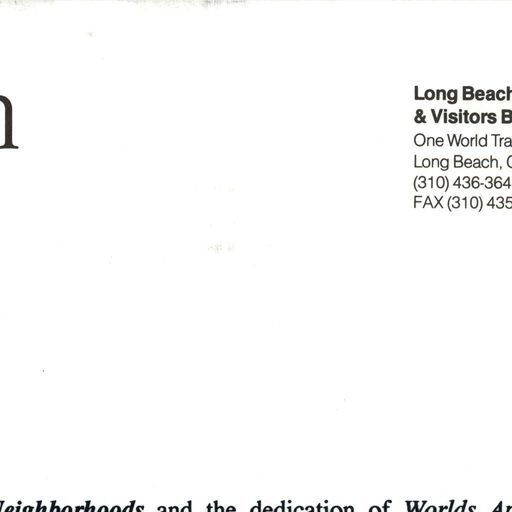 n
Long Beach
& Visitors B
One World Tra
Long Beach, C
(310) 436-364
FAX (310) 435
Neighborhoods and the dedication of Worlds Ap